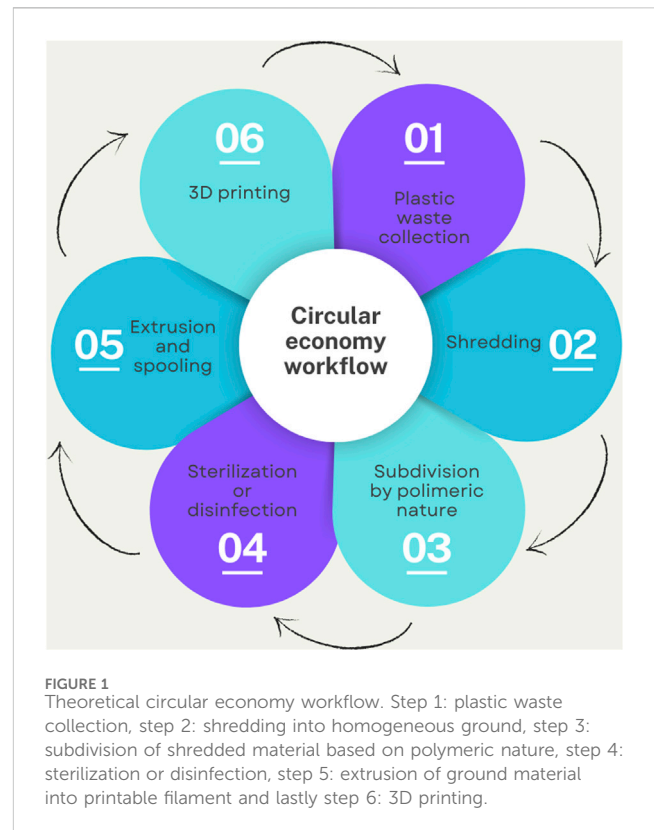 06
3D printing
01
Plastic
waste
collection
Circular
economy
workflow
05
Extrusion
and
spooling
Shredding
02
Sterilization
or
disinfection
04
Subdivision
by polimeric
nature
03
FIGURE 1
Theoretical circular economy workflow. Step 1: plastic waste
collection, step 2: shredding into homogeneous ground, step 3:
subdivision of shredded material based on polymeric nature, step 4:
sterilization or disinfection, step 5: extrusion of ground material
into printable filament and lastly step 6: 3D printing.